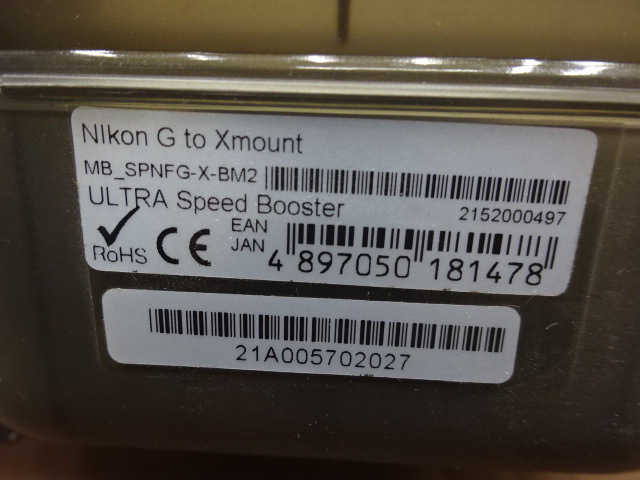 NIkon G to Xmount
MB_SPNFG-X-BM2
ULTRA Speed Booster
2152000497
RoHS CE
EAN
JAN
4 897050 181478
21A005702027